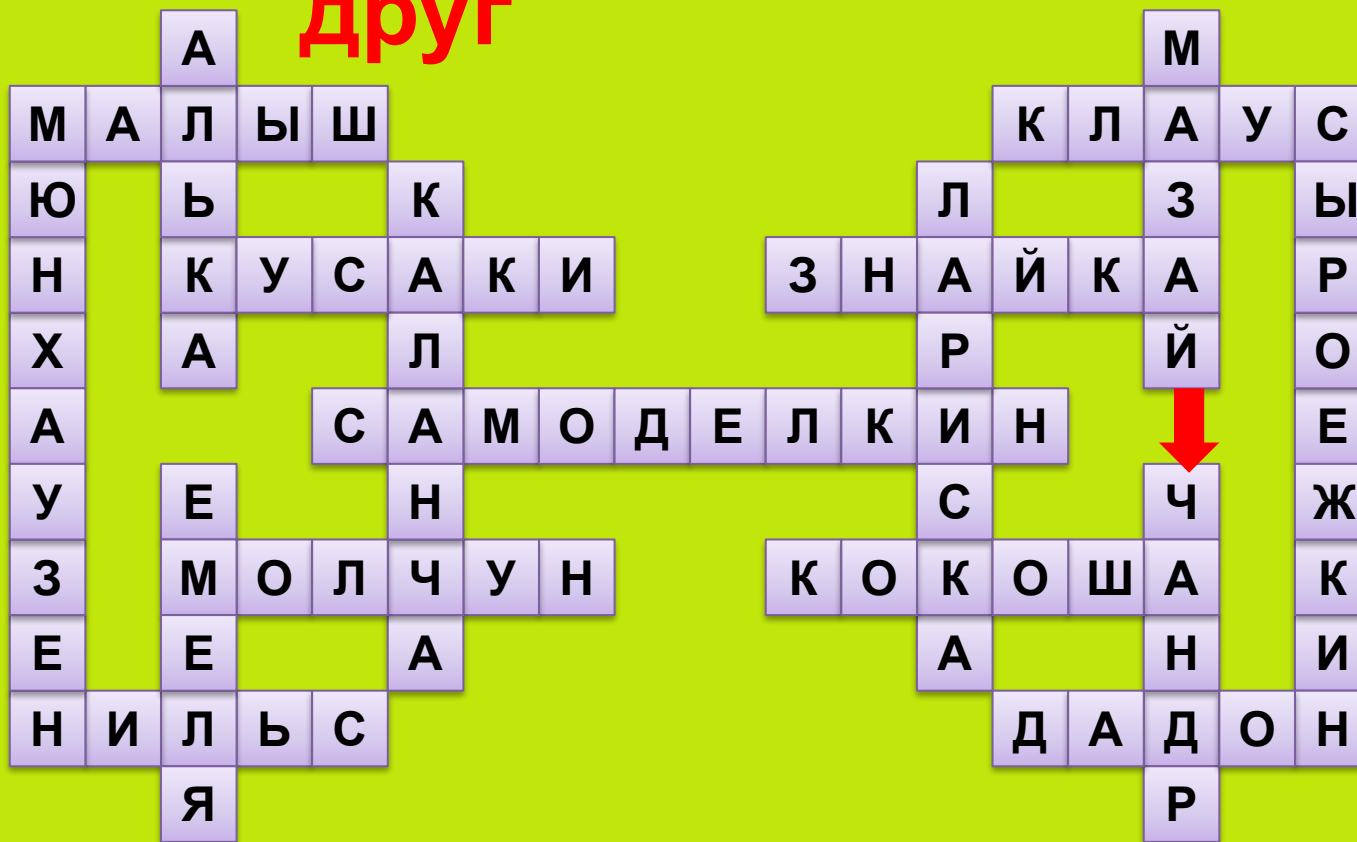 друг
А М
МАЛЫШ КЛАУС
Ю Ь К Л З Ы
Н КУСАКИ ЗНАЙКА Р
Х А Л Р Й О
А САМОДЕЛКИН Е
У Е Н С Ч Ж
З МОЛЧУН КОКОША К
Е Е А А Н И
НИЛЬС ДАДОН
Я Р